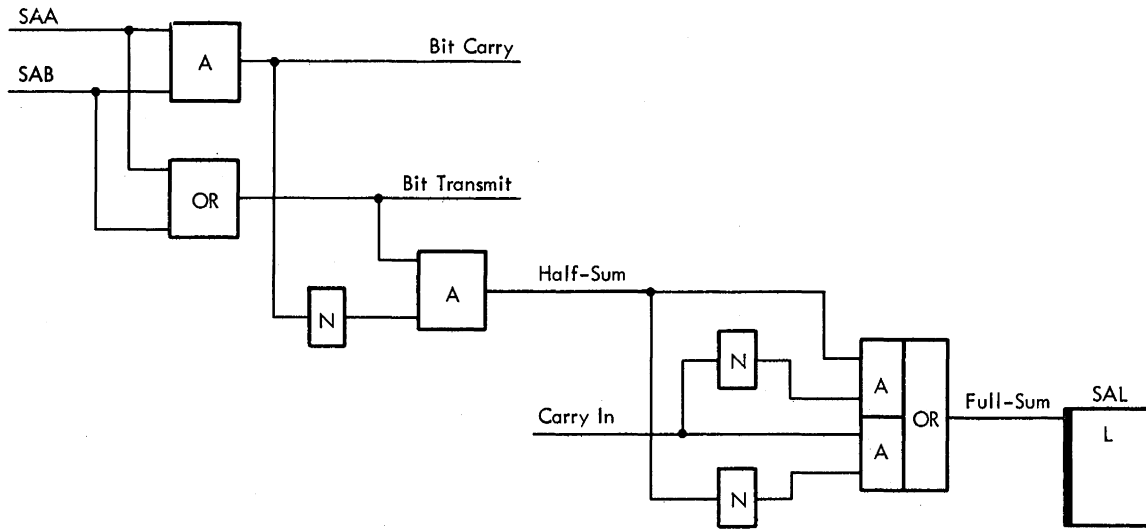 SAA
A
Bit Carry
SAB
OR
Bit Transmit
A
Half-Sum
N
N
A
Full-Sum
SAL
OR
L
Carry In
A
N